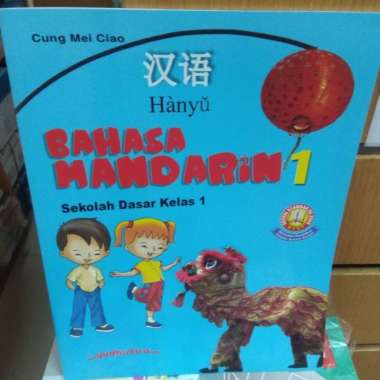 Cung Mei Ciao
汉语
Hànyǔ
BAHASA
MANDARIN 1
Sekolah Dasar Kelas 1